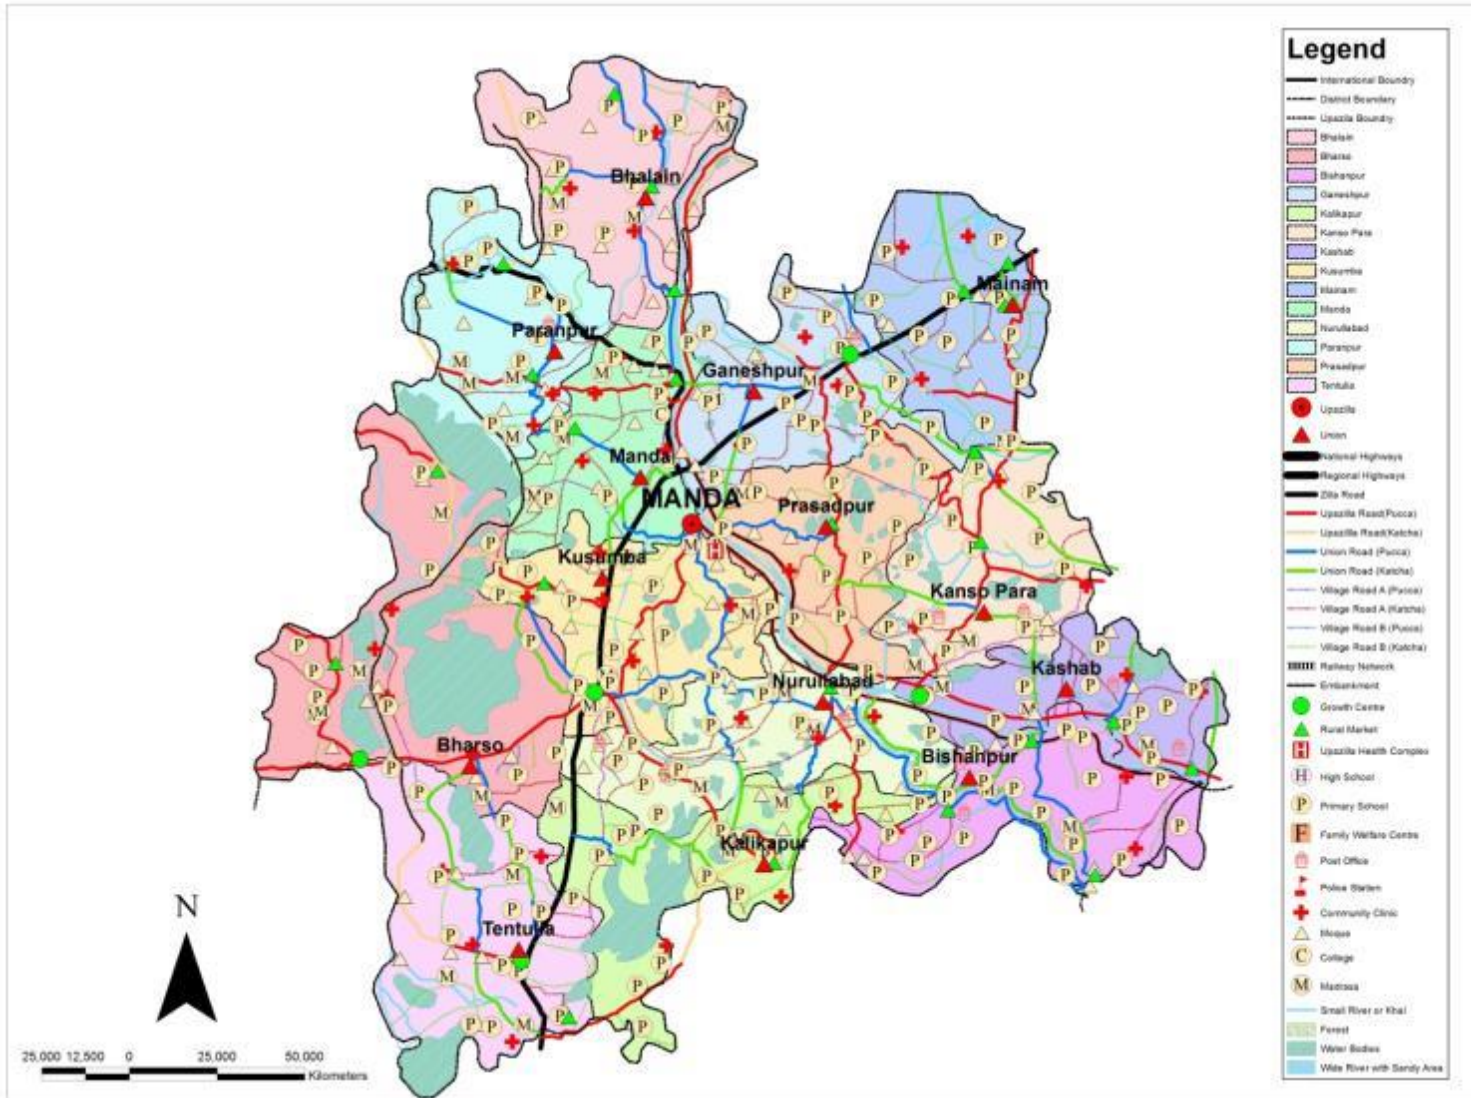 Legend
International Boundry
District Boundary
Upazila Boundry
Bhalain
Bharso
Bishanpur
Ganeshpur
Kalikapur
Kanso Para
Kashab
Kusumba
Mainam
Manda
Nurullabad
Paranpur
Prasadpur
Tentulia
Upazilla
Union
National Highways
Regional Highways
Zilla Road
Upazila Road(Pucca)
Upazilla Road(Katcha)
Union Road (Pucca)
Union Road (Katcha)
Village Road A (Pucca)
Village Road A (Katcha)
Village Road B (Pucca)
Village Road B (Katcha)
Railway Network
Embankment
Growth Centre
Rural Market
H Upazilla Health Complex
H High School
P Primary School
F Family Welfare Centre
Post Office
Police Station
Community Clinic
Moque
C Collage
M Madrasa
Small River or Khal
Forest
Water Bodies
Wide River with Sandy Area
Bhalain
Mainam
Paranpur
Ganeshpur
Manda
MANDA
Prasadpur
Kusumba
Kanso Para
Kashab
Nurullabad
Bharso
Bishanpur
Kalikapur
Tentulia
N
25,000 12,500 0 25,000 50,000
Kilometers